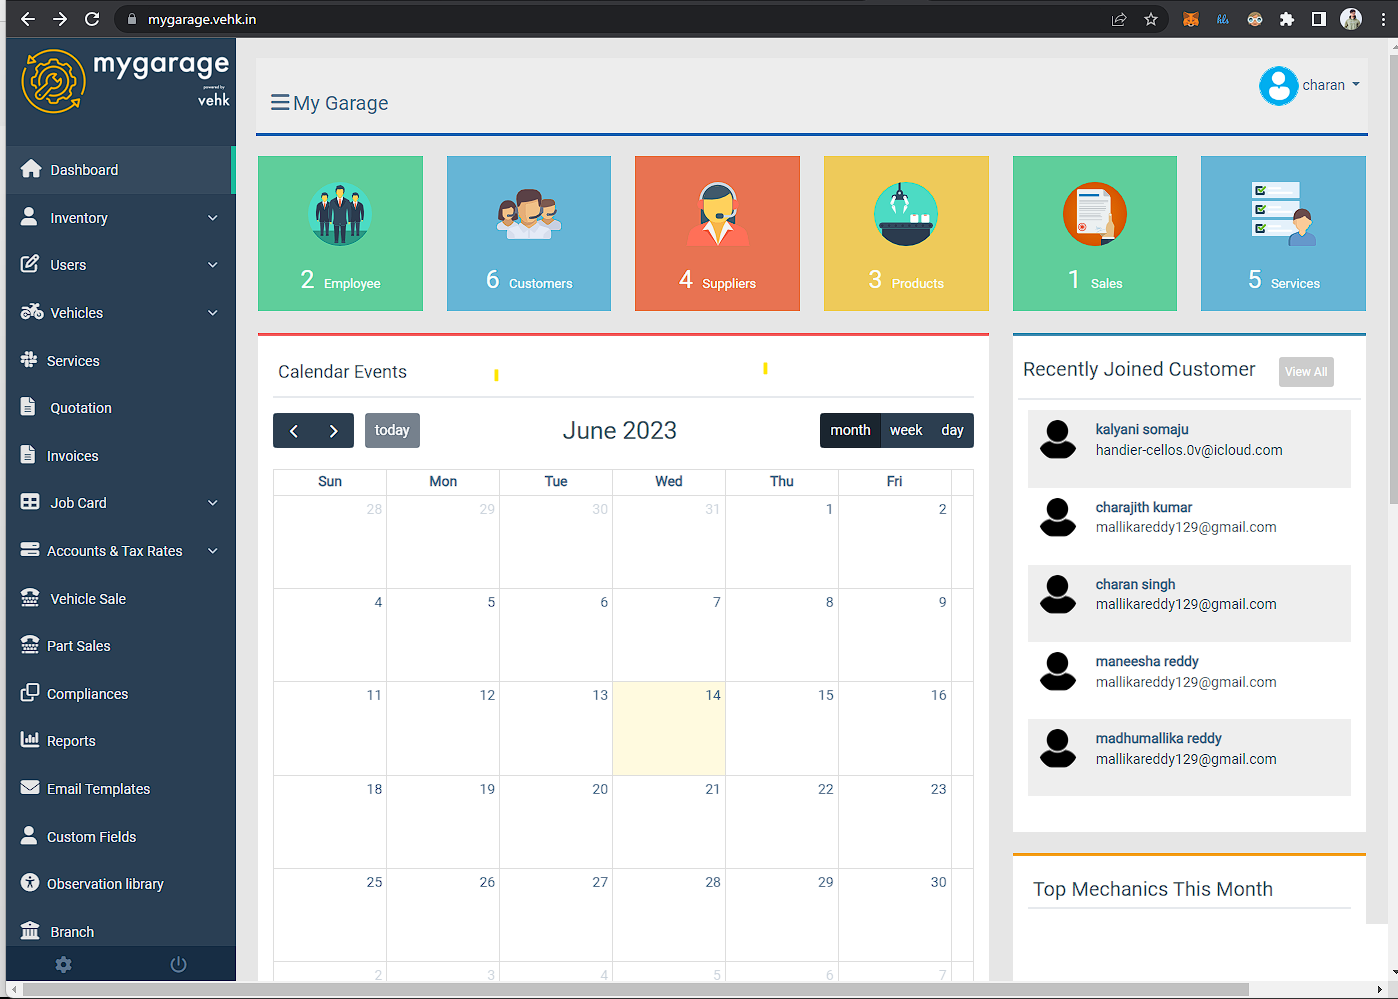 mygarage.vehk.in
mygarage
powered by
vehk
My Garage
charan
Dashboard
Inventory
Users
Vehicles
Services
Quotation
Invoices
Job Card
Accounts & Tax Rates
Vehicle Sale
Part Sales
Compliances
Reports
Email Templates
Custom Fields
Observation library
Branch
2 Employee
6 Customers
4 Suppliers
3 Products
1 Sales
5 Services
Calendar Events
today
June 2023
month week day
Sun Mon Tue Wed Thu Fri
28 29 30 31 1 2
4 5 6 7 8 9
11 12 13 14 15 16
18 19 20 21 22 23
25 26 27 28 29 30
2 3 4 5 6 7
Recently Joined Customer View All
kalyani somaju
handier-cellos.0v@icloud.com
charajith kumar
mallikareddy129@gmail.com
charan singh
mallikareddy129@gmail.com
maneesha reddy
mallikareddy129@gmail.com
madhumallika reddy
mallikareddy129@gmail.com
Top Mechanics This Month